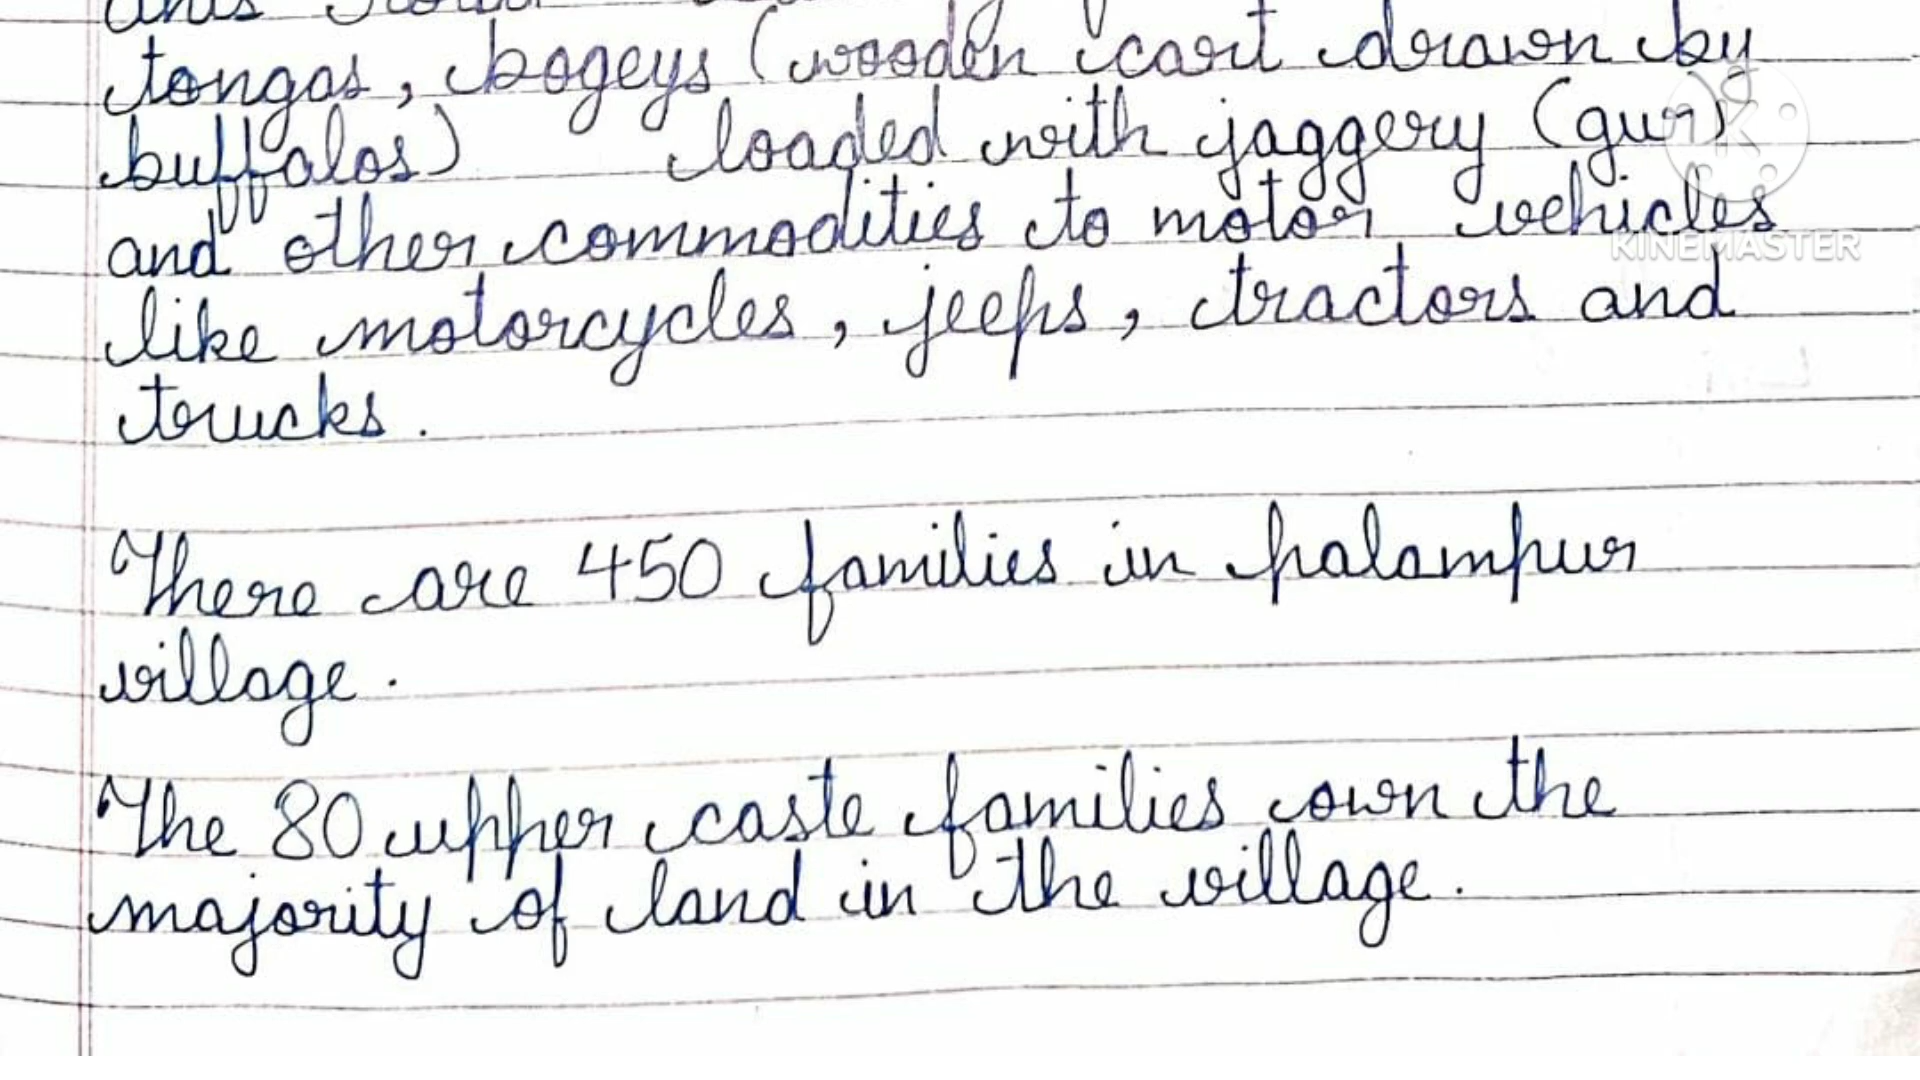 tongas, bogeys (wooden cart drawn by
buffalos) loaded with jaggery (gur)
and other commodities to motor vehicles
KINEMASTER
like motorcycles, jeeps, tractors and
trucks.
There are 450 families in palampur
village.
The 80 upper caste families own the
majority of land in the village.